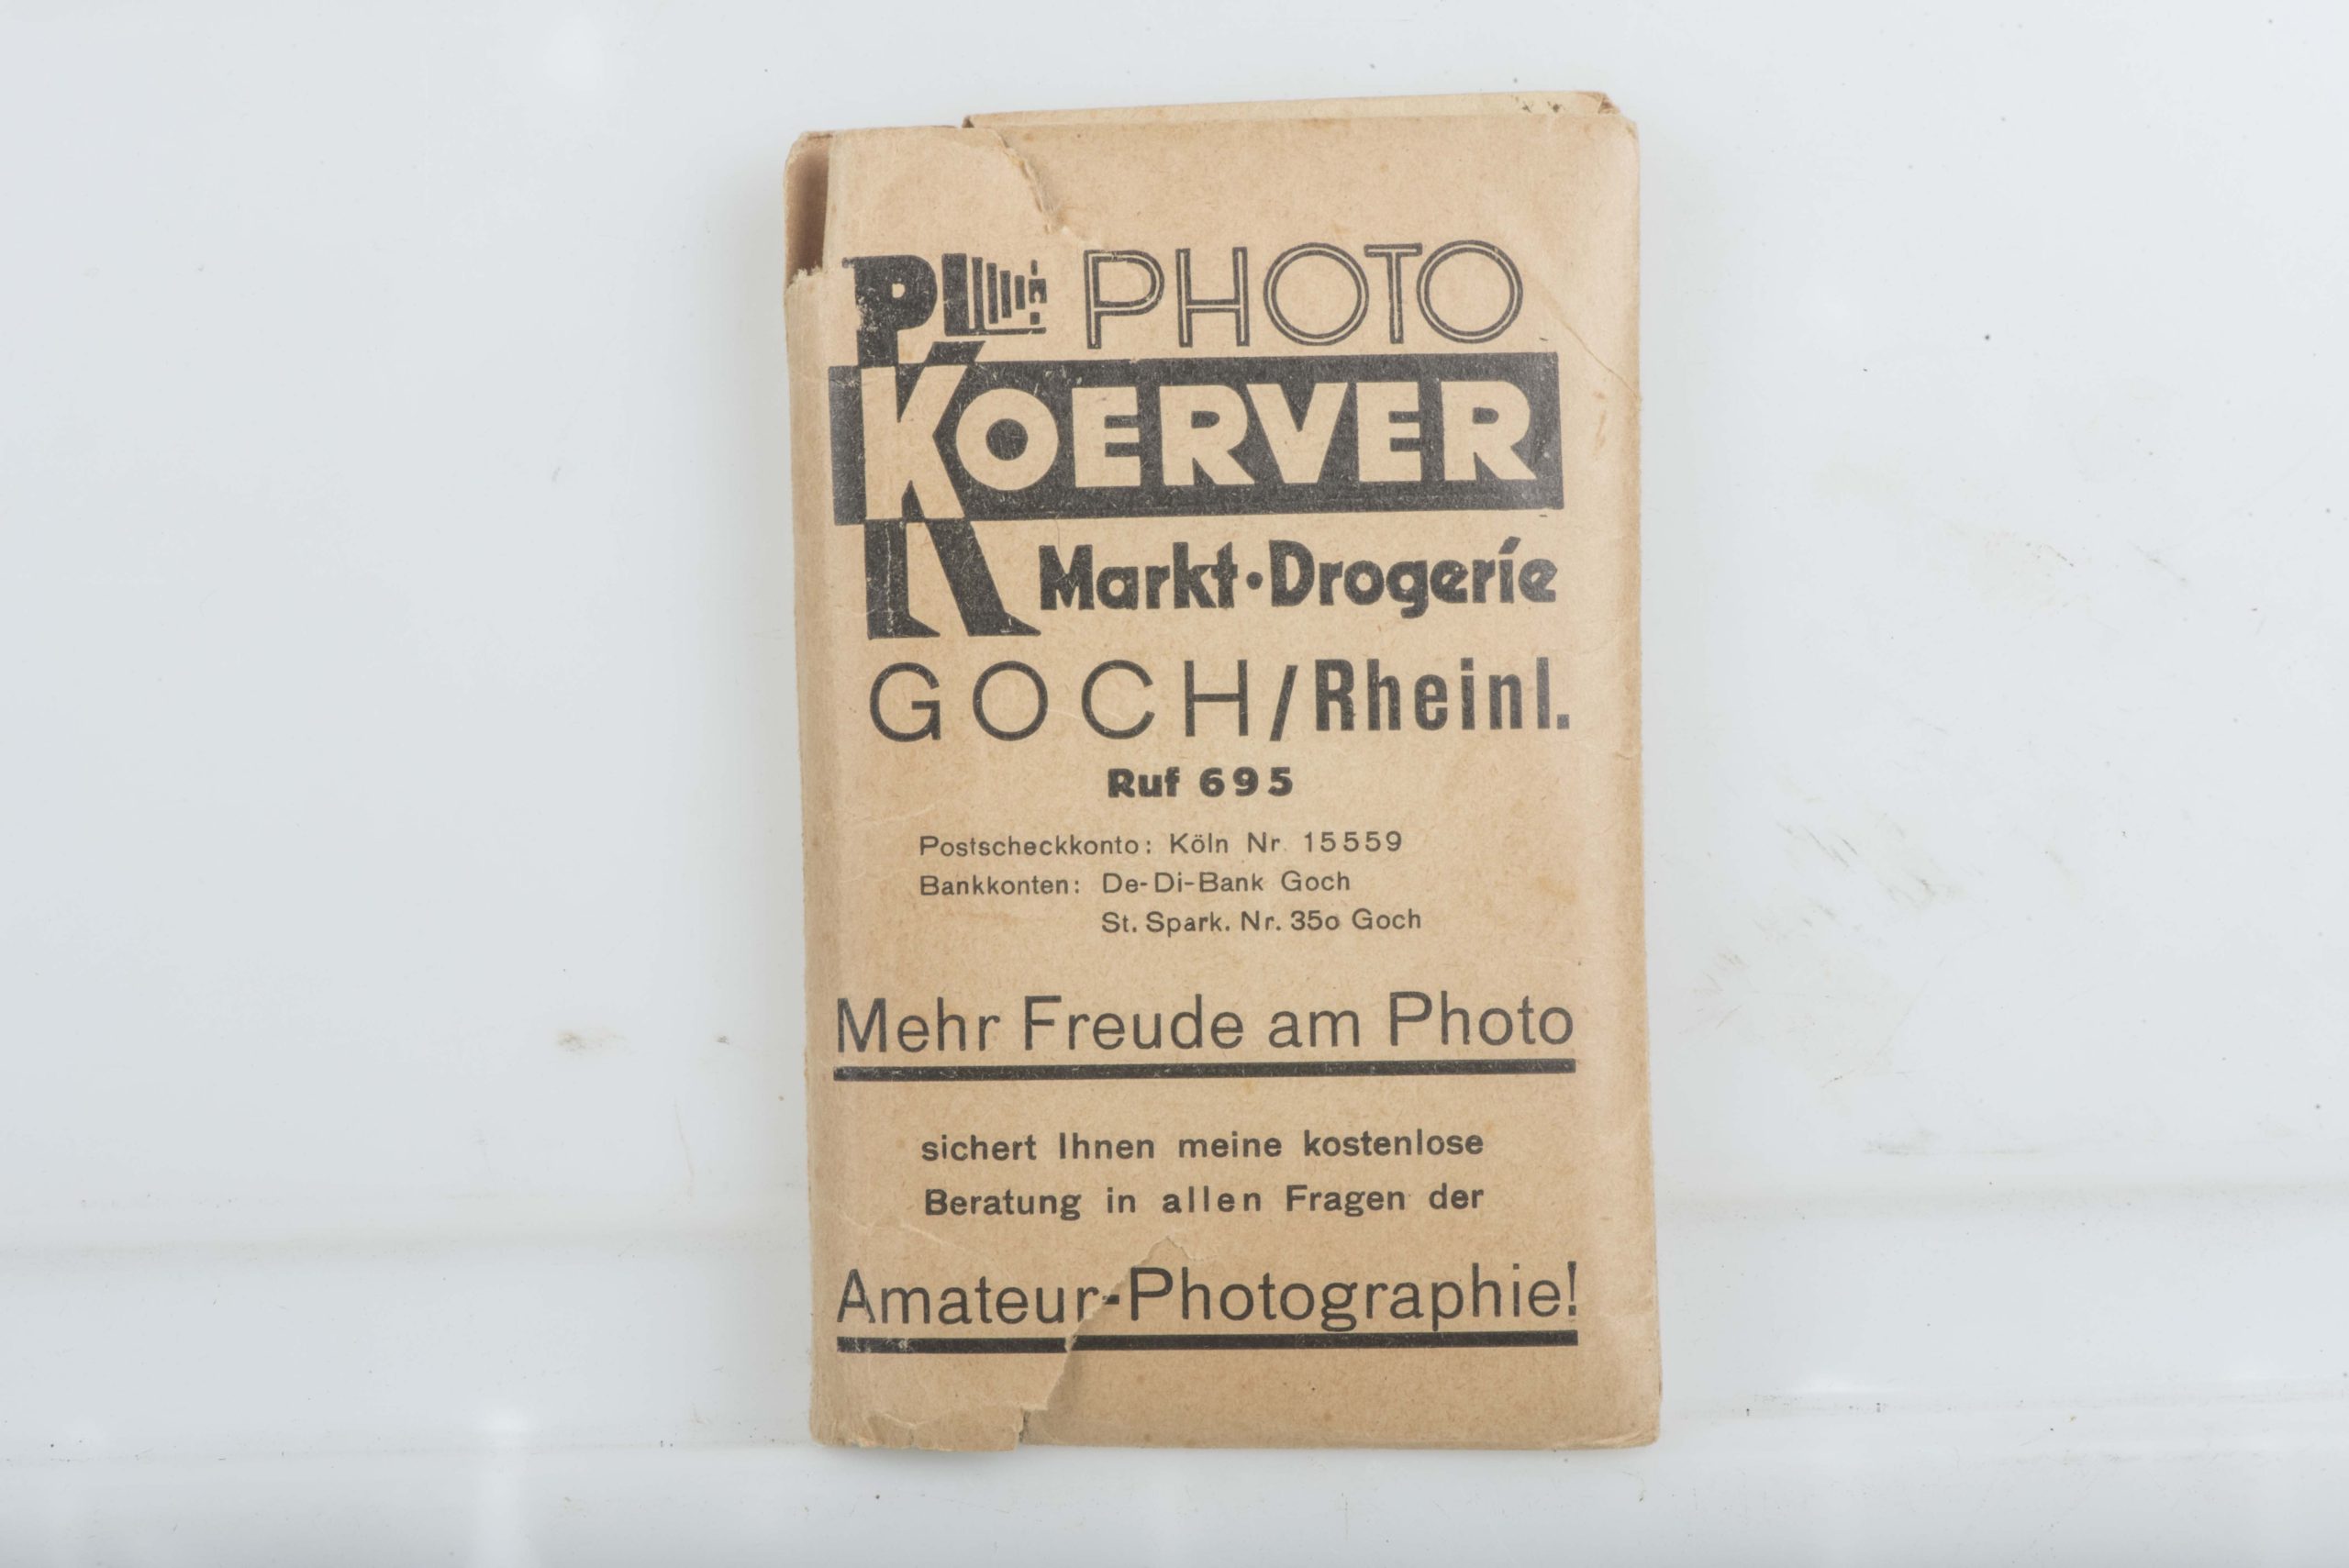 PK PHOTO
KOERVER
Markt·Drogerie
GOCH/Rheinl.
Ruf 695
Postscheckkonto: Köln Nr. 15559
Bankkonten: De-Di-Bank Goch
St. Spark. Nr. 35o Goch
Mehr Freude am Photo
sichert Ihnen meine kostenlose
Beratung in allen Fragen der
Amateur-Photographie!